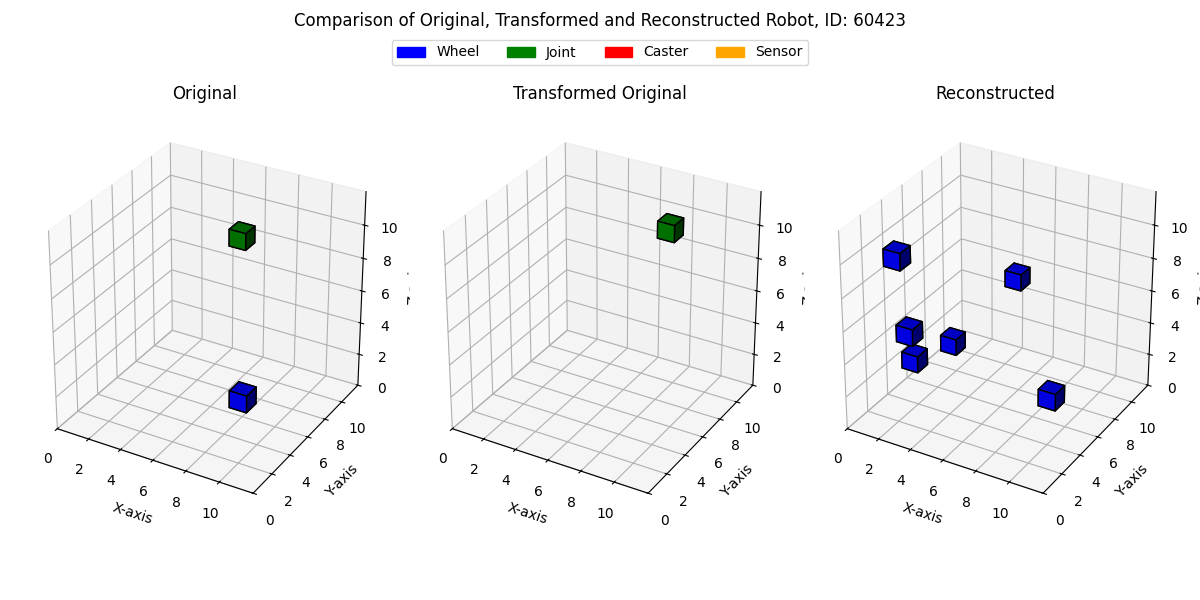 Comparison of Original, Transformed and Reconstructed Robot, ID: 60423
Wheel Joint Caster Sensor
Original
Transformed Original
Reconstructed
10
8
6
4
2
0
0 2 4 6 8 10
X-axis
0 2 4 6 8 10
Y-axis
10
8
6
4
2
0
0 2 4 6 8 10
X-axis
0 2 4 6 8 10
Y-axis
10
8
6
4
2
0
0 2 4 6 8 10
X-axis
0 2 4 6 8 10
Y-axis